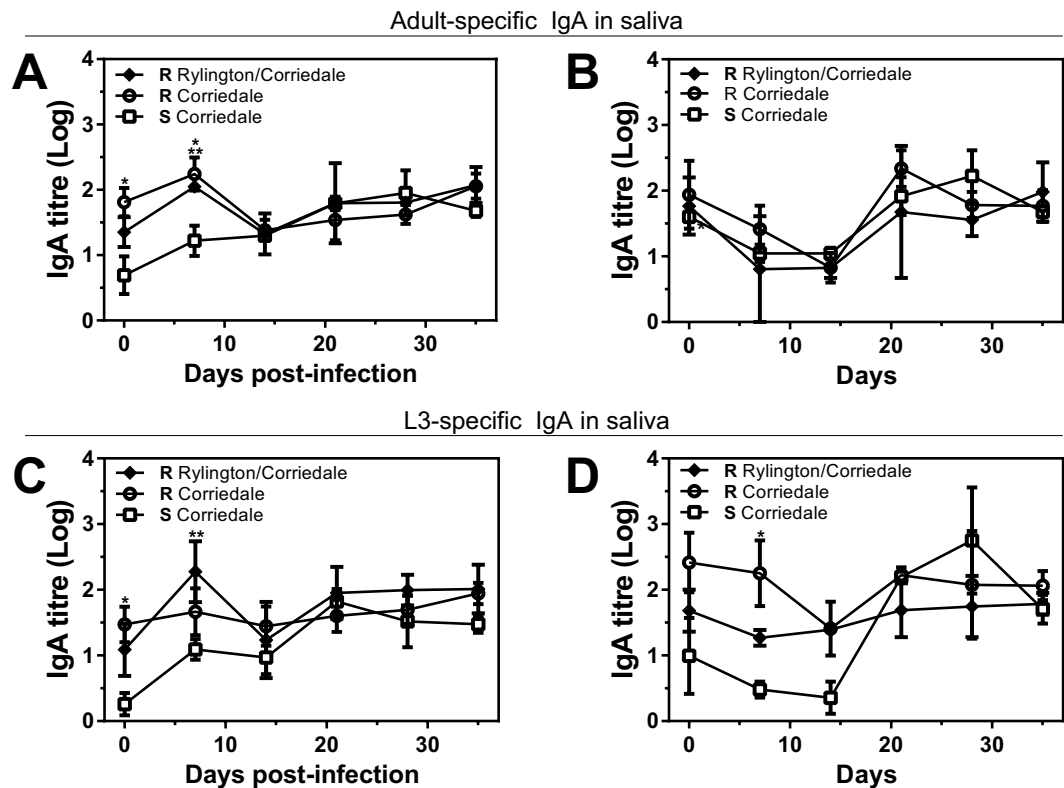 Adult-specific IgA in saliva
A
R Rylington/Corriedale
R Corriedale
S Corriedale
IgA titre (Log)
4
3
2
1
0
*
*
**
0 10 20 30
Days post-infection
B
R Rylington/Corriedale
R Corriedale
S Corriedale
IgA titre (Log)
4
3
2
1
0
*
0 10 20 30
Days
L3-specific IgA in saliva
C
R Rylington/Corriedale
R Corriedale
S Corriedale
IgA titre (Log)
4
3
2
1
0
*
**
0 10 20 30
Days post-infection
D
R Rylington/Corriedale
R Corriedale
S Corriedale
IgA titre (Log)
4
3
2
1
0
*
0 10 20 30
Days